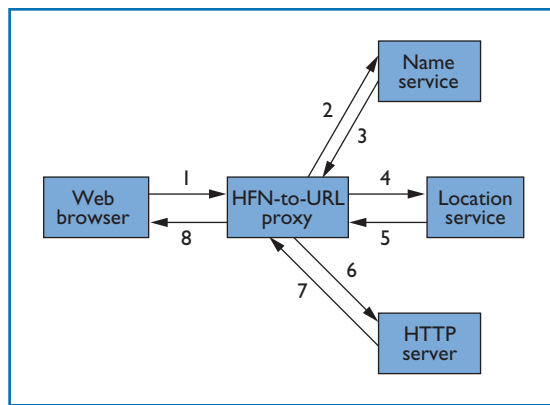 Name
service
2
3
1
4
Web
browser
HFN-to-URL
proxy
Location
service
8
5
6
7
HTTP
server